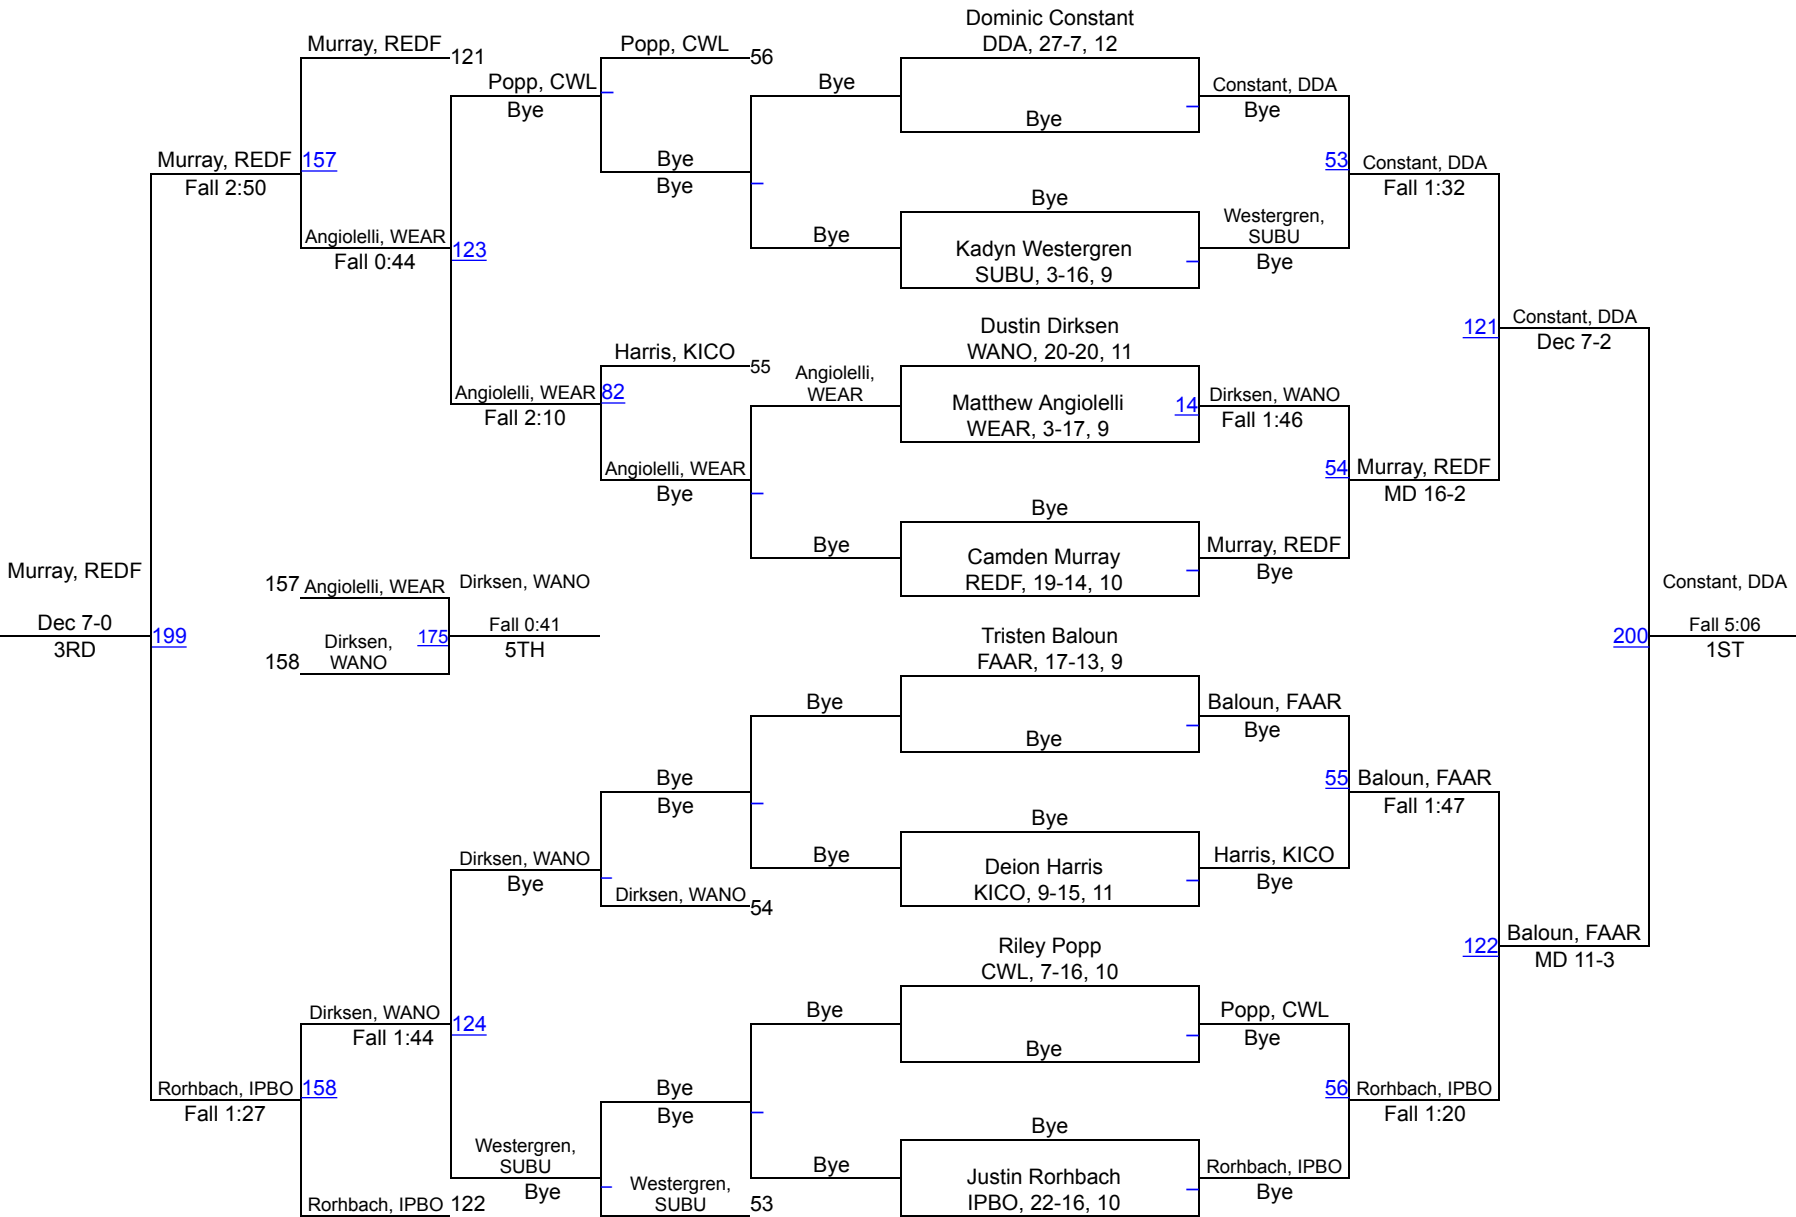 Dominic Constant
DDA, 27-7, 12
Bye
Bye
Kadyn Westergren
SUBU, 3-16, 9
Dustin Dirksen
WANO, 20-20, 11
Matthew Angiolelli
WEAR, 3-17, 9
14
Bye
Camden Murray
REDF, 19-14, 10
Tristen Baloun
FAAR, 17-13, 9
Bye
Bye
Deion Harris
KICO, 9-15, 11
Riley Popp
CWL, 7-16, 10
Bye
Bye
Justin Rorhbach
IPBO, 22-16, 10
Constant, DDA
Bye
53
Westergren,
SUBU
Bye
Dirksen, WANO
Fall 1:46
54
Murray, REDF
Bye
Baloun, FAAR
Bye
55
Harris, KICO
Bye
Popp, CWL
Bye
56
Rorhbach, IPBO
Bye
Constant, DDA
Fall 1:32
121
Murray, REDF
MD 16-2
Baloun, FAAR
Fall 1:47
122
Rorhbach, IPBO
Fall 1:20
Constant, DDA
Dec 7-2
200
Baloun, FAAR
MD 11-3
Constant, DDA
Fall 5:06
1ST
Bye
Bye
Angiolelli,
WEAR
Bye
Bye
Bye
Bye
Bye
Popp, CWL
56
Bye
Bye
Harris, KICO
55
82
Angiolelli, WEAR
Bye
Bye
Bye
Dirksen, WANO
54
Bye
Bye
Westergren,
SUBU
53
Popp, CWL
Bye
123
Angiolelli, WEAR
Fall 2:10
Dirksen, WANO
Bye
124
Westergren,
SUBU
Bye
Murray, REDF
121
157
Angiolelli, WEAR
Fall 0:44
Dirksen, WANO
Fall 1:44
158
Rorhbach, IPBO
122
Murray, REDF
Fall 2:50
199
Rorhbach, IPBO
Fall 1:27
Murray, REDF
Dec 7-0
3RD
157
Angiolelli, WEAR
158
Dirksen,
WANO
175
Dirksen, WANO
Fall 0:41
5TH